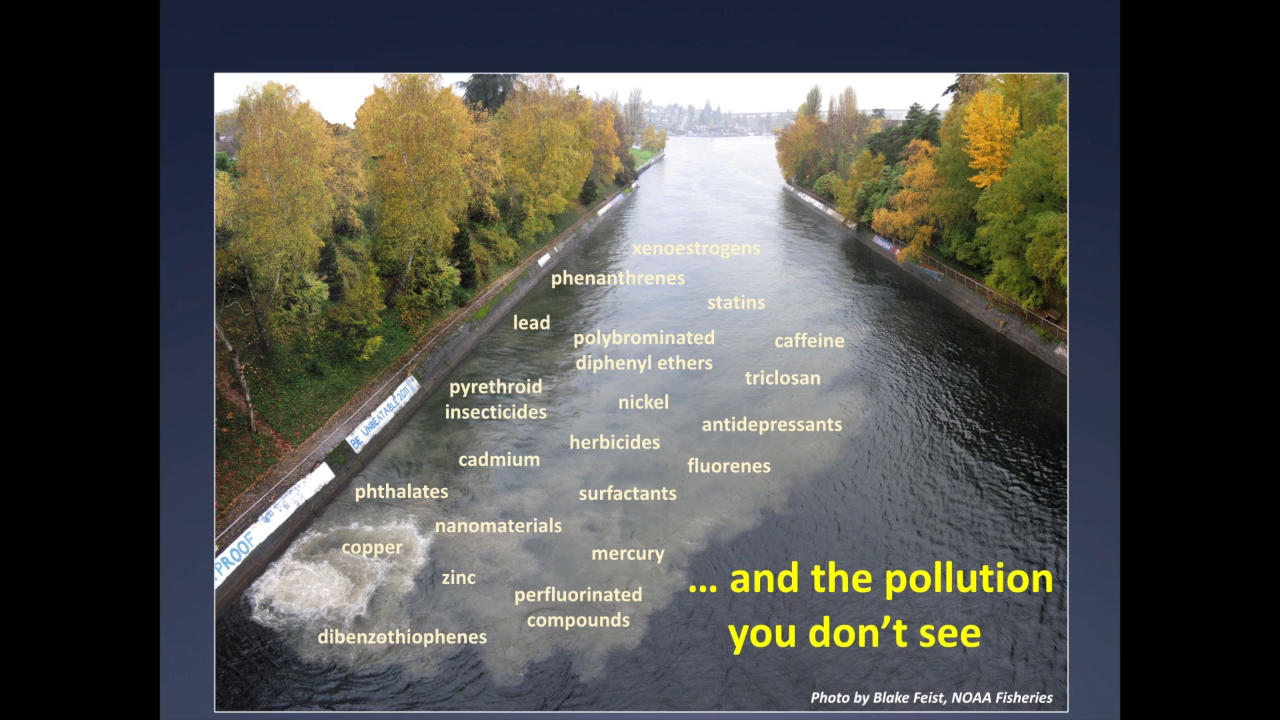 xenoestrogens
phenanthrenes
statins
lead
polybrominated
diphenyl ethers
caffeine
triclosan
pyrethroid
insecticides
nickel
antidepressants
herbicides
cadmium
fluorenes
phthalates
surfactants
nanomaterials
copper
mercury
zinc
perfluorinated
compounds
dibenzothiophenes
... and the pollution
you don't see
BE UNBEATABLE 2011
PROOF
Photo by Blake Feist, NOAA Fisheries